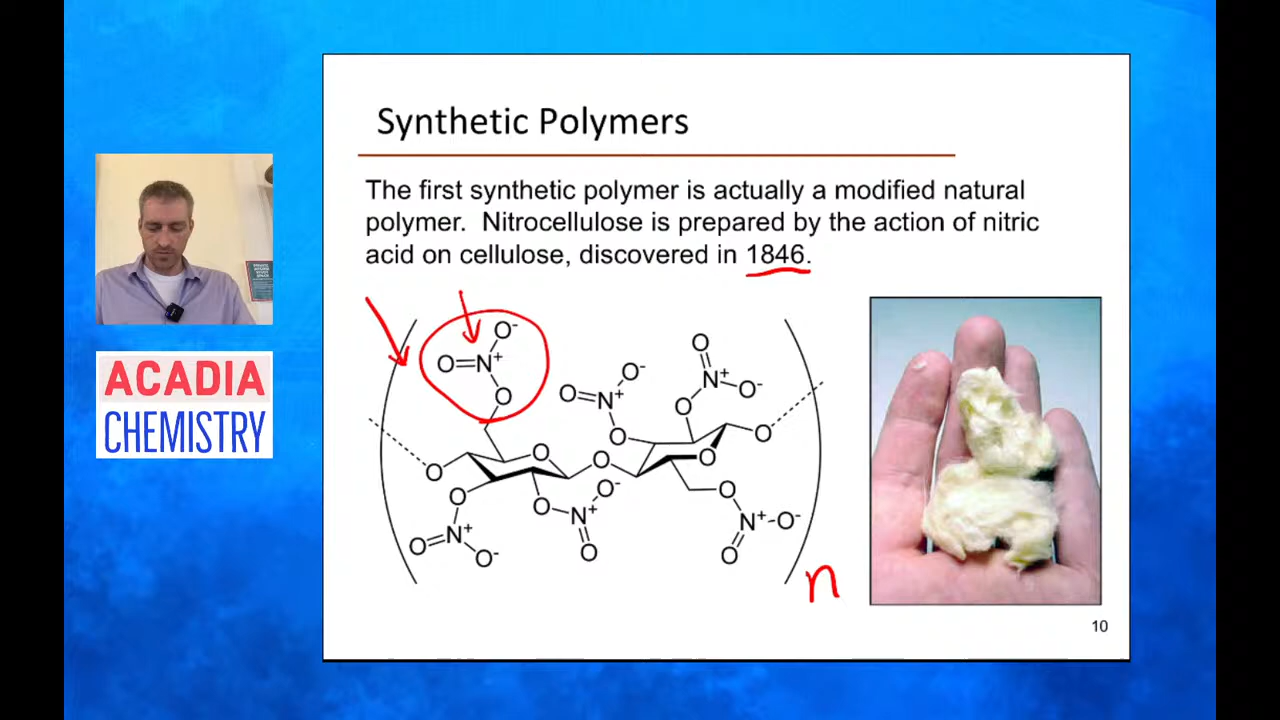 Synthetic Polymers
The first synthetic polymer is actually a modified natural
polymer. Nitrocellulose is prepared by the action of nitric
acid on cellulose, discovered in 1846.
O-
O=N+
O
O
N+
O-
O
O-
O=N+
O
O
O
O
O
O
O
O
O=N+
O-
O
O-
N+
O
O
N+-O-
O
n
10
ACADIA
CHEMISTRY